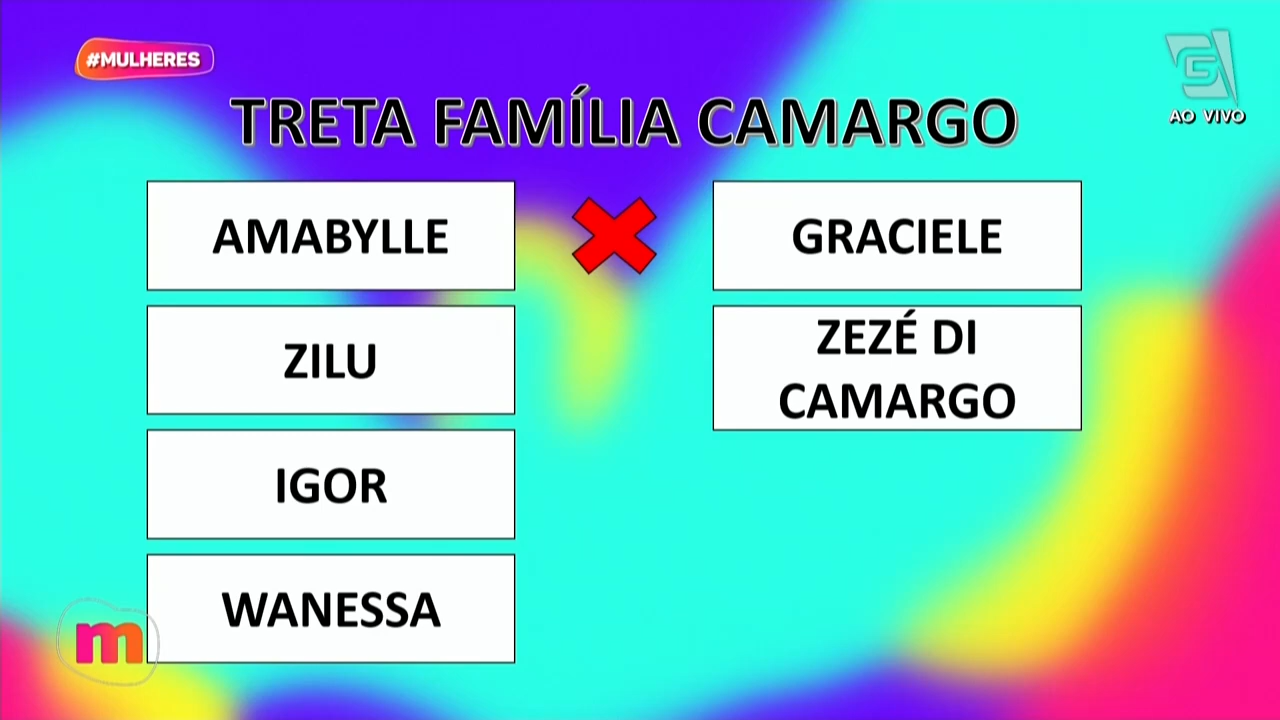 #MULHERES
G
AO VIVO
TRETA FAMÍLIA CAMARGO
AMABYLLE
GRACIELE
ZILU
ZEZÉ DI
CAMARGO
IGOR
WANESSA
m